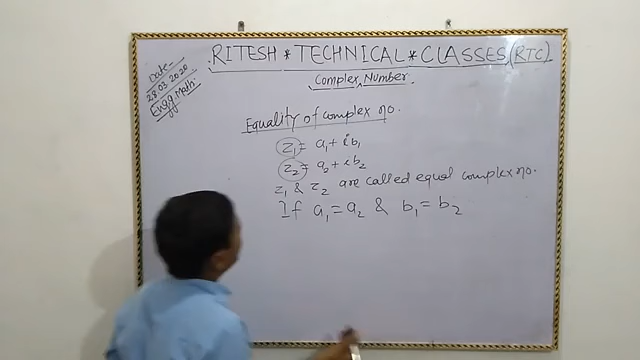 RITESH * TECHNICAL * CLASSES, (RTC)
Complex Number
Date-
28.03.2020
Engg. Math
Equality of complex no.
z₁ = a₁ + ib₁
z₂ = a₂ + ib₂
z₁ & z₂ are called equal complex no.
If a₁ = a₂ & b₁ = b₂